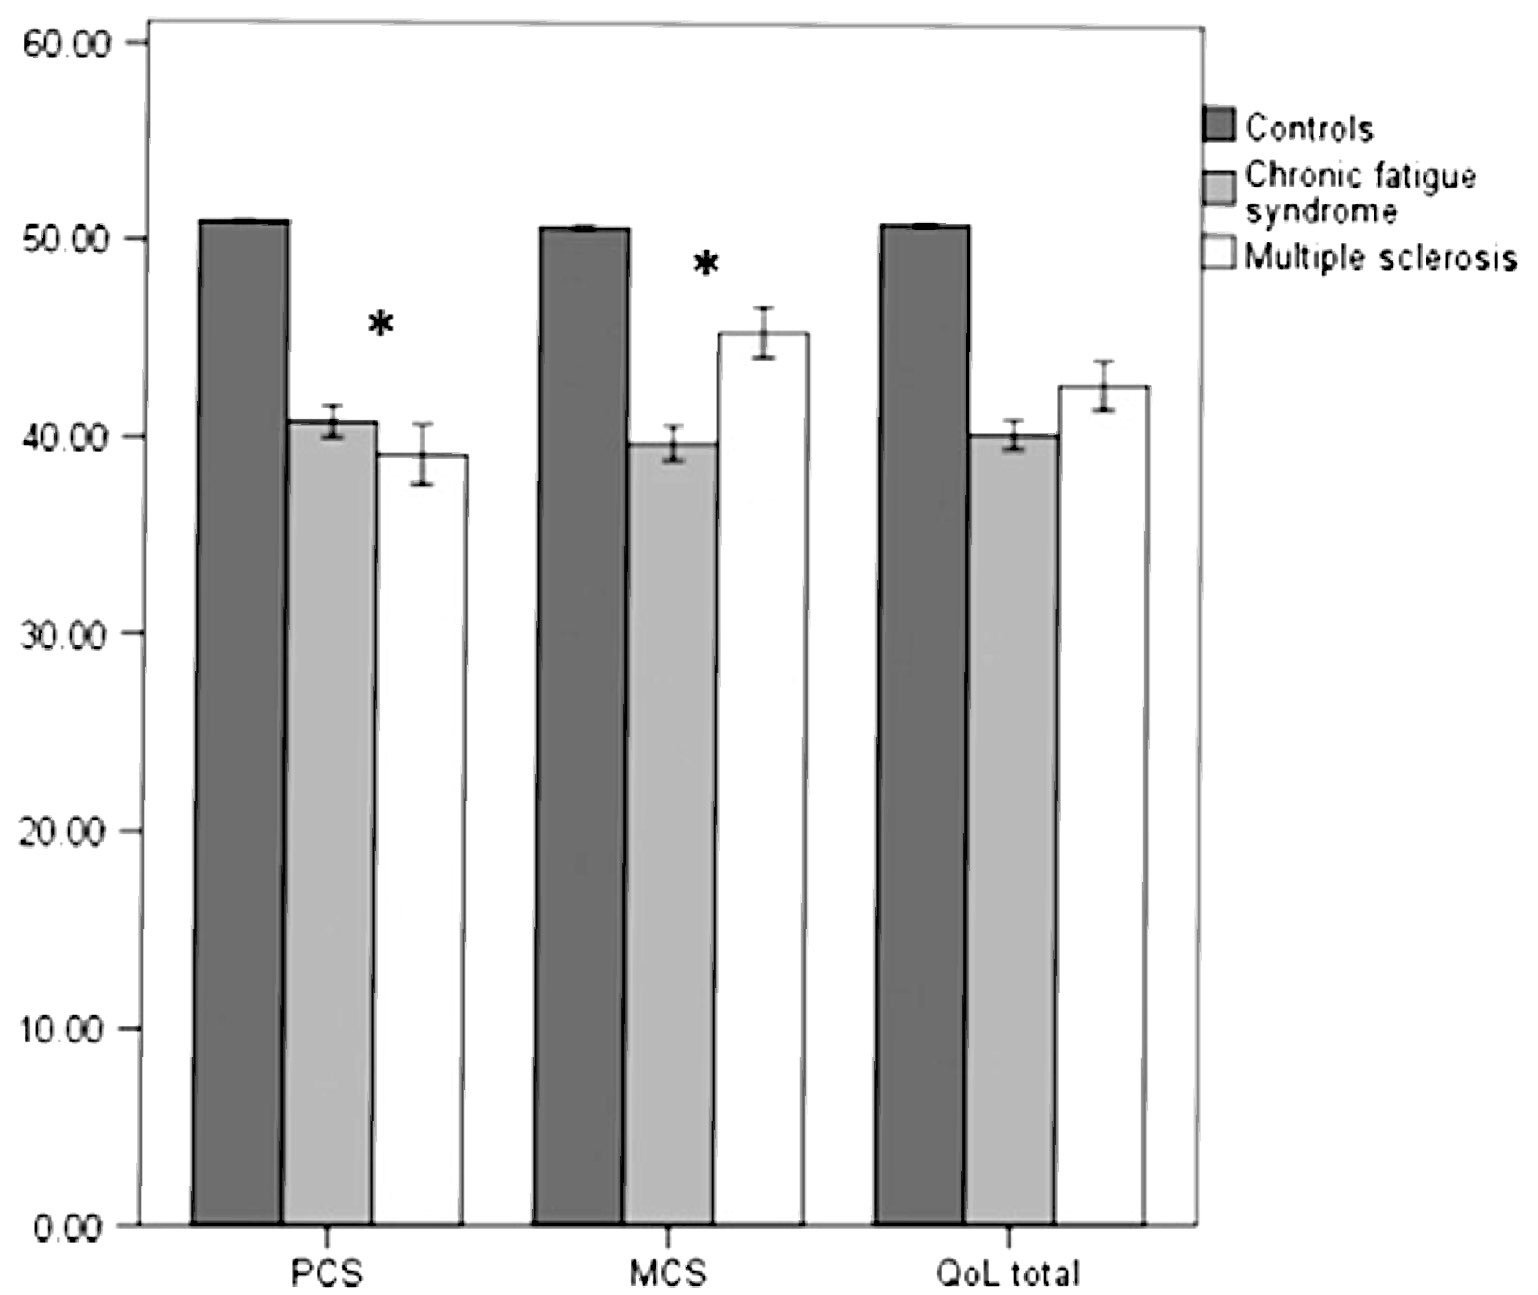 60.00
50.00
40.00
30.00
20.00
10.00
0.00
*
*
PCS
MCS
QoL total
Controls
Chronic fatigue
syndrome
Multiple sclerosis